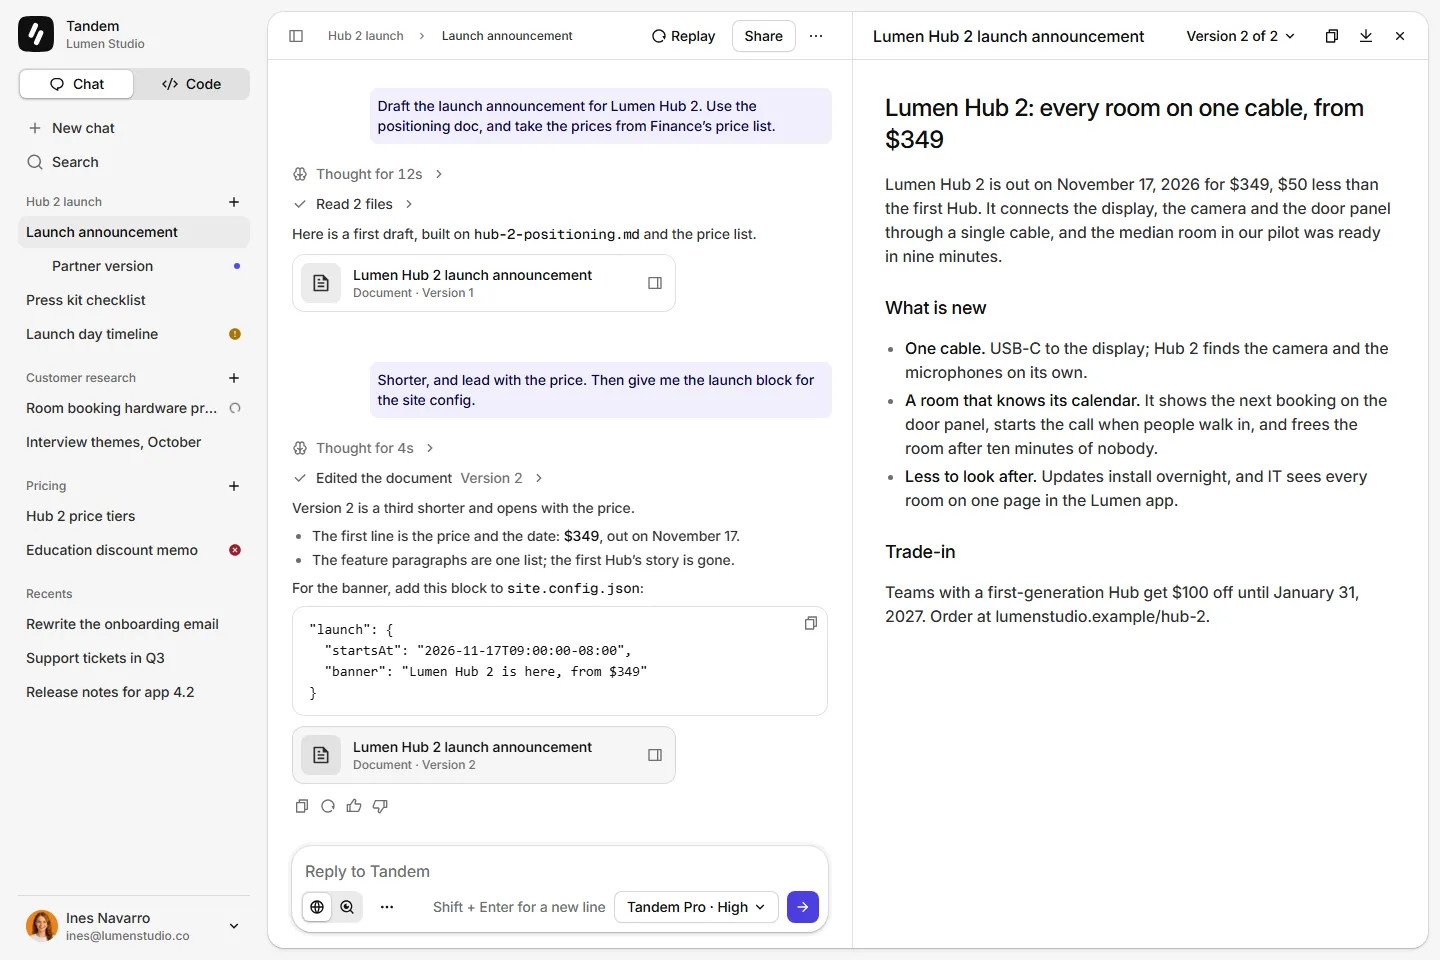 Tandem
Lumen Studio
Chat
Code
New chat
Search
Hub 2 launch
Launch announcement
Partner version
Press kit checklist
Launch day timeline
Customer research
Room booking hardware pr...
Interview themes, October
Pricing
Hub 2 price tiers
Education discount memo
Recents
Rewrite the onboarding email
Support tickets in Q3
Release notes for app 4.2
Ines Navarro
ines@lumenstudio.co
Hub 2 launch
Launch announcement
Replay
Share
Draft the launch announcement for Lumen Hub 2. Use the
positioning doc, and take the prices from Finance’s price list.
Thought for 12s
Read 2 files
Here is a first draft, built on hub-2-positioning.md and the price list.
Lumen Hub 2 launch announcement
Document · Version 1
Shorter, and lead with the price. Then give me the launch block for
the site config.
Thought for 4s
Edited the document Version 2
Version 2 is a third shorter and opens with the price.
• The first line is the price and the date: $349, out on November 17.
• The feature paragraphs are one list; the first Hub’s story is gone.
For the banner, add this block to site.config.json:
"launch": {
"startsAt": "2026-11-17T09:00:00-08:00",
"banner": "Lumen Hub 2 is here, from $349"
}
Lumen Hub 2 launch announcement
Document · Version 2
Reply to Tandem
Shift + Enter for a new line
Tandem Pro · High
Lumen Hub 2 launch announcement
Version 2 of 2
Lumen Hub 2: every room on one cable, from
$349
Lumen Hub 2 is out on November 17, 2026 for $349, $50 less than
the first Hub. It connects the display, the camera and the door panel
through a single cable, and the median room in our pilot was ready
in nine minutes.
What is new
• One cable. USB-C to the display; Hub 2 finds the camera and the
microphones on its own.
• A room that knows its calendar. It shows the next booking on the
door panel, starts the call when people walk in, and frees the
room after ten minutes of nobody.
• Less to look after. Updates install overnight, and IT sees every
room on one page in the Lumen app.
Trade-in
Teams with a first-generation Hub get $100 off until January 31,
2027. Order at lumenstudio.example/hub-2.